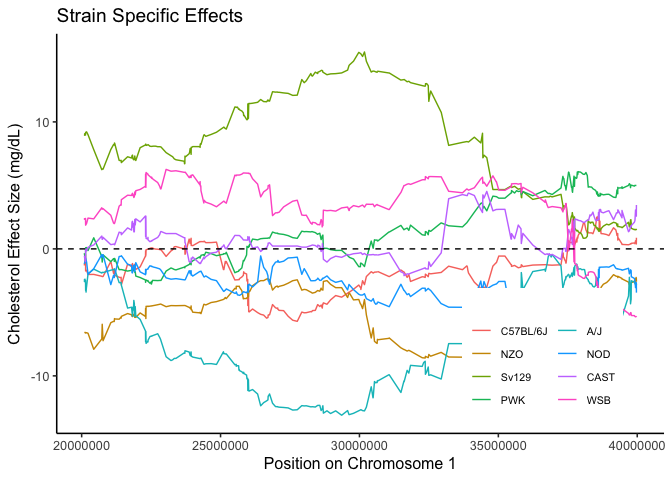 Strain Specific Effects
Cholesterrol Effect Size (mg/dL)
10
0
-10
C57BL/6J
NZO
Sv129
PWK
A/J
NOD
CAST
WSB
20000000
25000000
30000000
35000000
40000000
Position on Chromosome 1